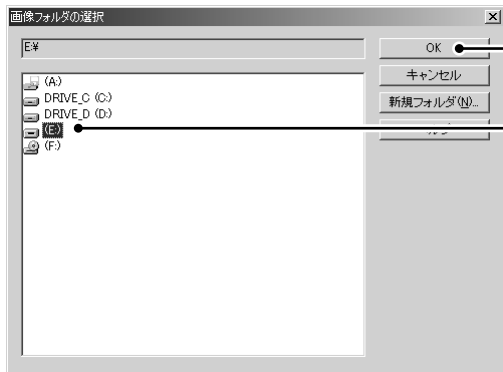 画像フォルダの選択
E:¥
OK
キャンセル
新規フォルダ(N)...
(A:)
DRIVE_C (C:)
DRIVE_D (D:)
(E:)
(F:)